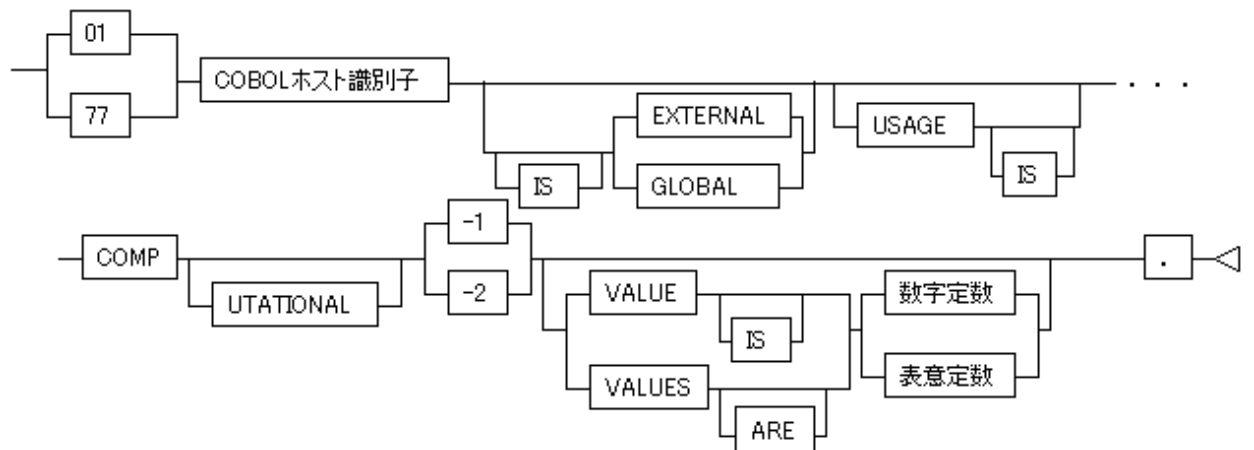 01
77
COBOLホスト識別子
IS
EXTERNAL
GLOBAL
USAGE
IS
. . .
COMP
UTATIONAL
-1
-2
VALUE
IS
VALUES
ARE
数字定数
表意定数
.